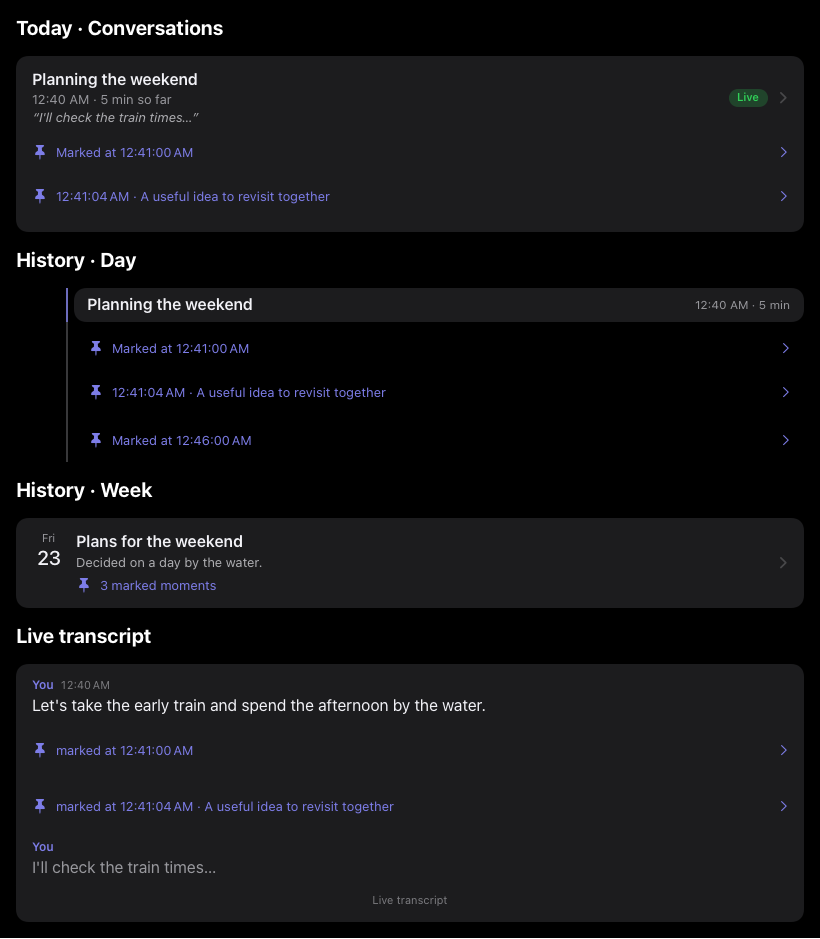 Today · Conversations
Planning the weekend
12:40 AM · 5 min so far
“I'll check the train times…”
Live
Marked at 12:41:00 AM
12:41:04 AM · A useful idea to revisit together
History · Day
Planning the weekend
12:40 AM · 5 min
Marked at 12:41:00 AM
12:41:04 AM · A useful idea to revisit together
Marked at 12:46:00 AM
History · Week
Fri
23
Plans for the weekend
Decided on a day by the water.
3 marked moments
Live transcript
You 12:40 AM
Let's take the early train and spend the afternoon by the water.
marked at 12:41:00 AM
marked at 12:41:04 AM · A useful idea to revisit together
You
I'll check the train times…
Live transcript